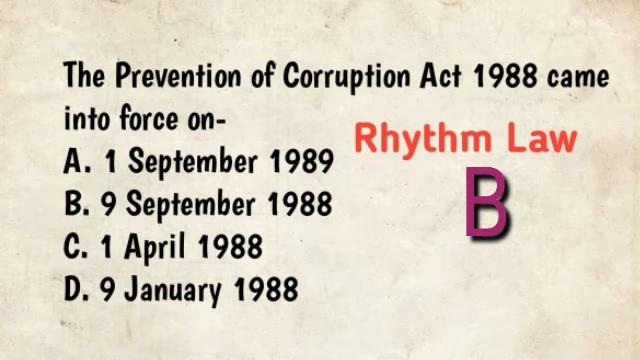 The Prevention of Corruption Act 1988 came
into force on-
Rhythm Law
A. 1 September 1989
B. 9 September 1988
B
C. 1 April 1988
D. 9 January 1988